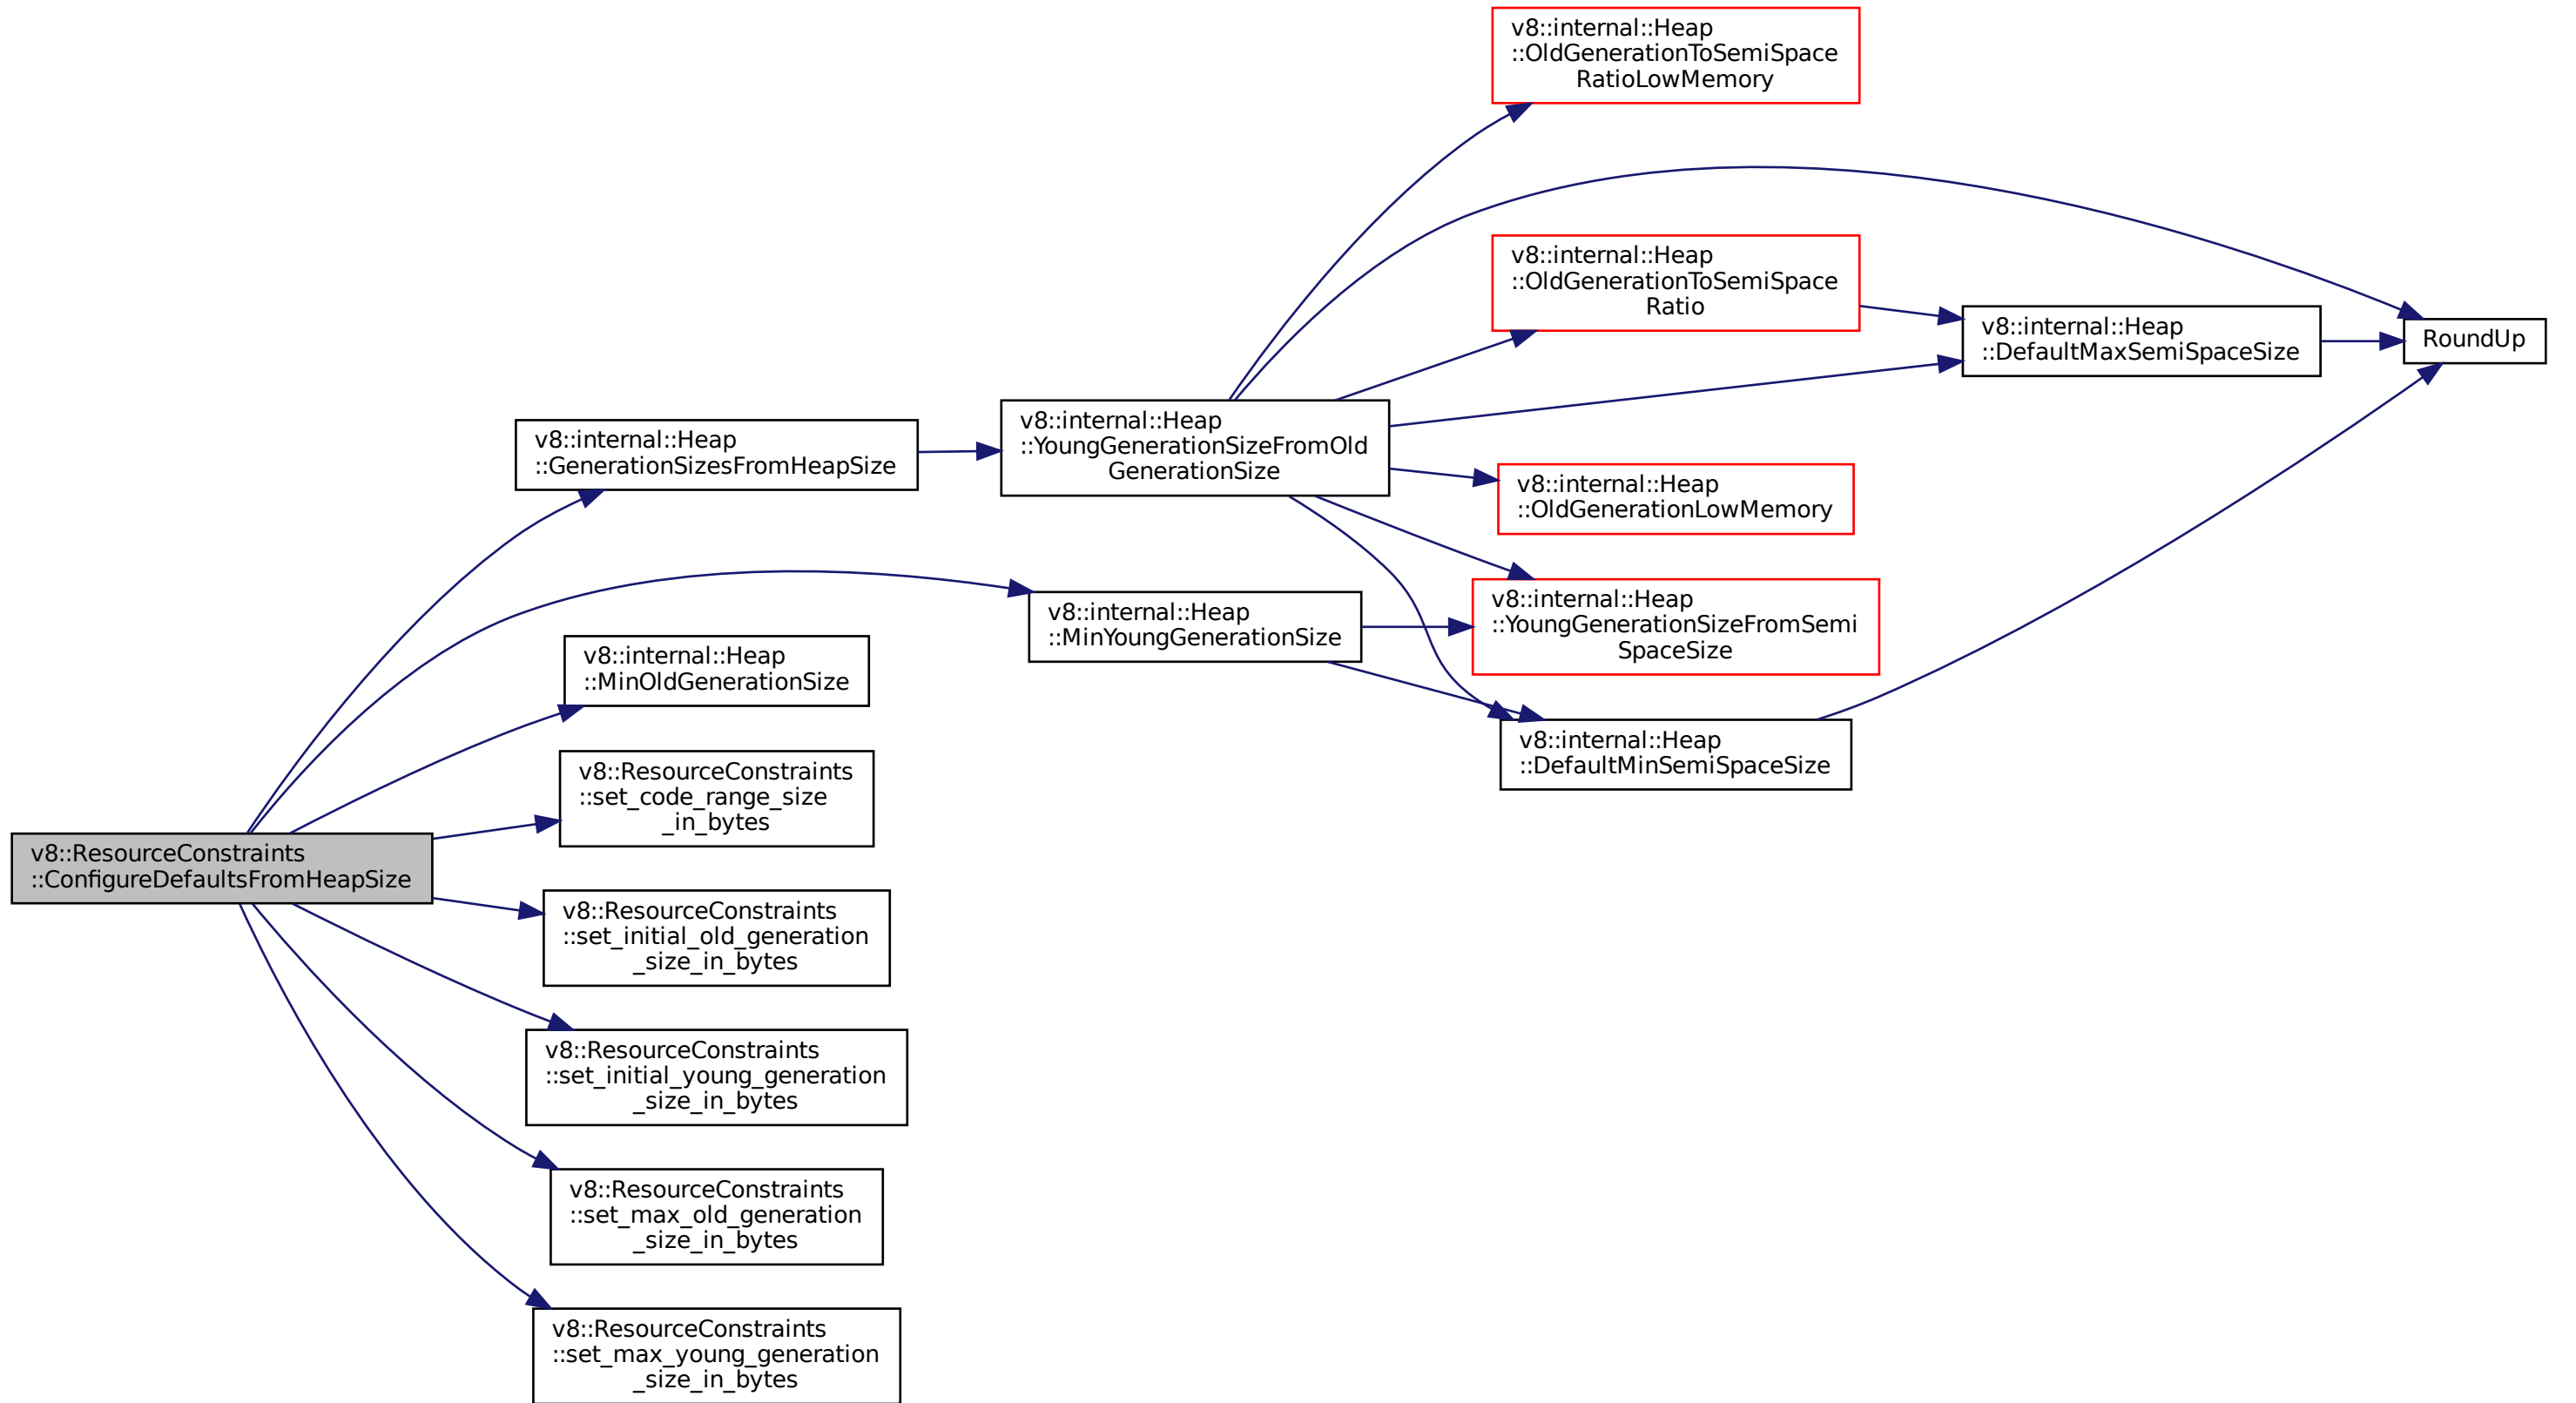 v8::internal::Heap
::OldGenerationToSemiSpace
RatioLowMemory
v8::internal::Heap
::OldGenerationToSemiSpace
Ratio
v8::internal::Heap
::DefaultMaxSemiSpaceSize
RoundUp
v8::internal::Heap
::GenerationSizesFromHeapSize
v8::internal::Heap
::YoungGenerationSizeFromOld
GenerationSize
v8::internal::Heap
::OldGenerationLowMemory
v8::internal::Heap
::MinYoungGenerationSize
v8::internal::Heap
::YoungGenerationSizeFromSemi
SpaceSize
v8::internal::Heap
::MinOldGenerationSize
v8::internal::Heap
::DefaultMinSemiSpaceSize
v8::ResourceConstraints
::set_code_range_size
_in_bytes
v8::ResourceConstraints
::ConfigureDefaultsFromHeapSize
v8::ResourceConstraints
::set_initial_old_generation
_size_in_bytes
v8::ResourceConstraints
::set_initial_young_generation
_size_in_bytes
v8::ResourceConstraints
::set_max_old_generation
_size_in_bytes
v8::ResourceConstraints
::set_max_young_generation
_size_in_bytes